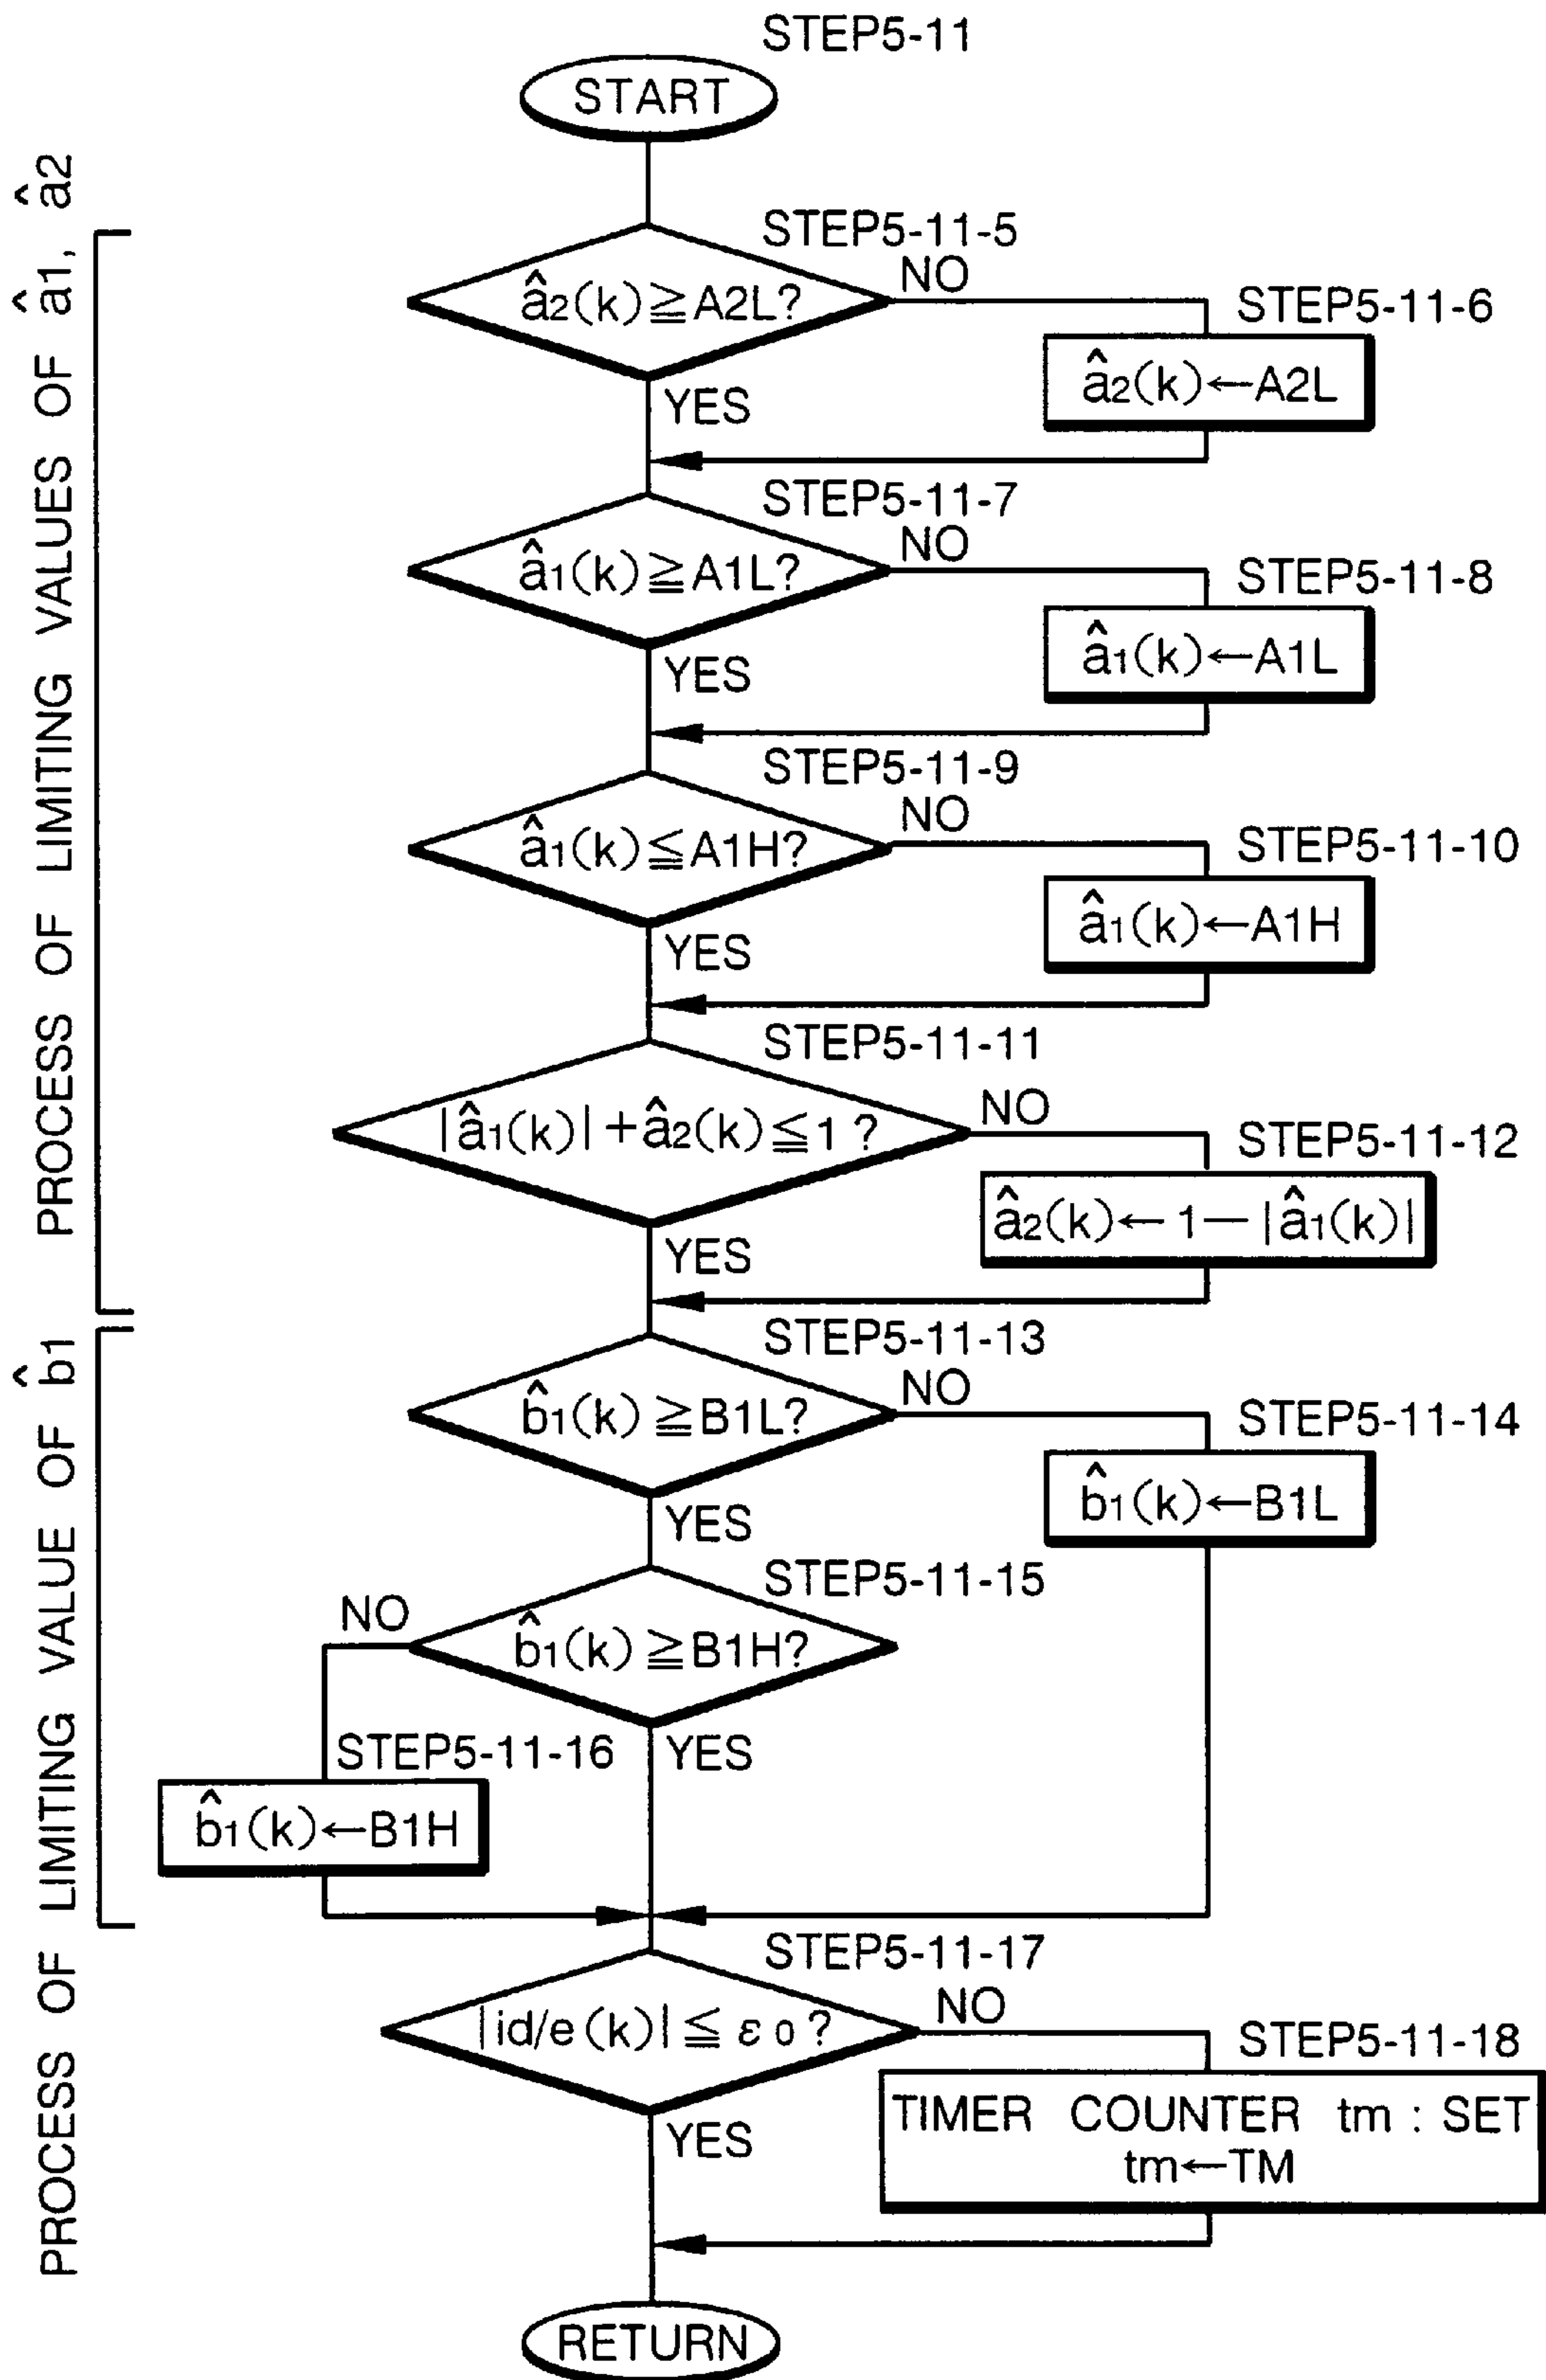 STEP5-11
START
PROCESS OF LIMITING VALUES OF â1, â2
STEP5-11-5
â2(k)≧A2L?
NO
STEP5-11-6
â2(k)←A2L
YES
STEP5-11-7
â1(k)≧A1L?
NO
STEP5-11-8
â1(k)←A1L
YES
STEP5-11-9
â1(k)≦A1H?
NO
STEP5-11-10
â1(k)←A1H
YES
STEP5-11-11
|â1(k)|+â2(k)≦1?
NO
STEP5-11-12
â2(k)←1—|â1(k)|
YES
PROCESS OF LIMITING VALUE OF b̂1
STEP5-11-13
b̂1(k)≧B1L?
NO
STEP5-11-14
b̂1(k)←B1L
YES
STEP5-11-15
b̂1(k)≧B1H?
NO
STEP5-11-16
b̂1(k)←B1H
YES
STEP5-11-17
|id/e(k)|≦ε0?
NO
STEP5-11-18
TIMER COUNTER tm : SET
tm←TM
YES
RETURN